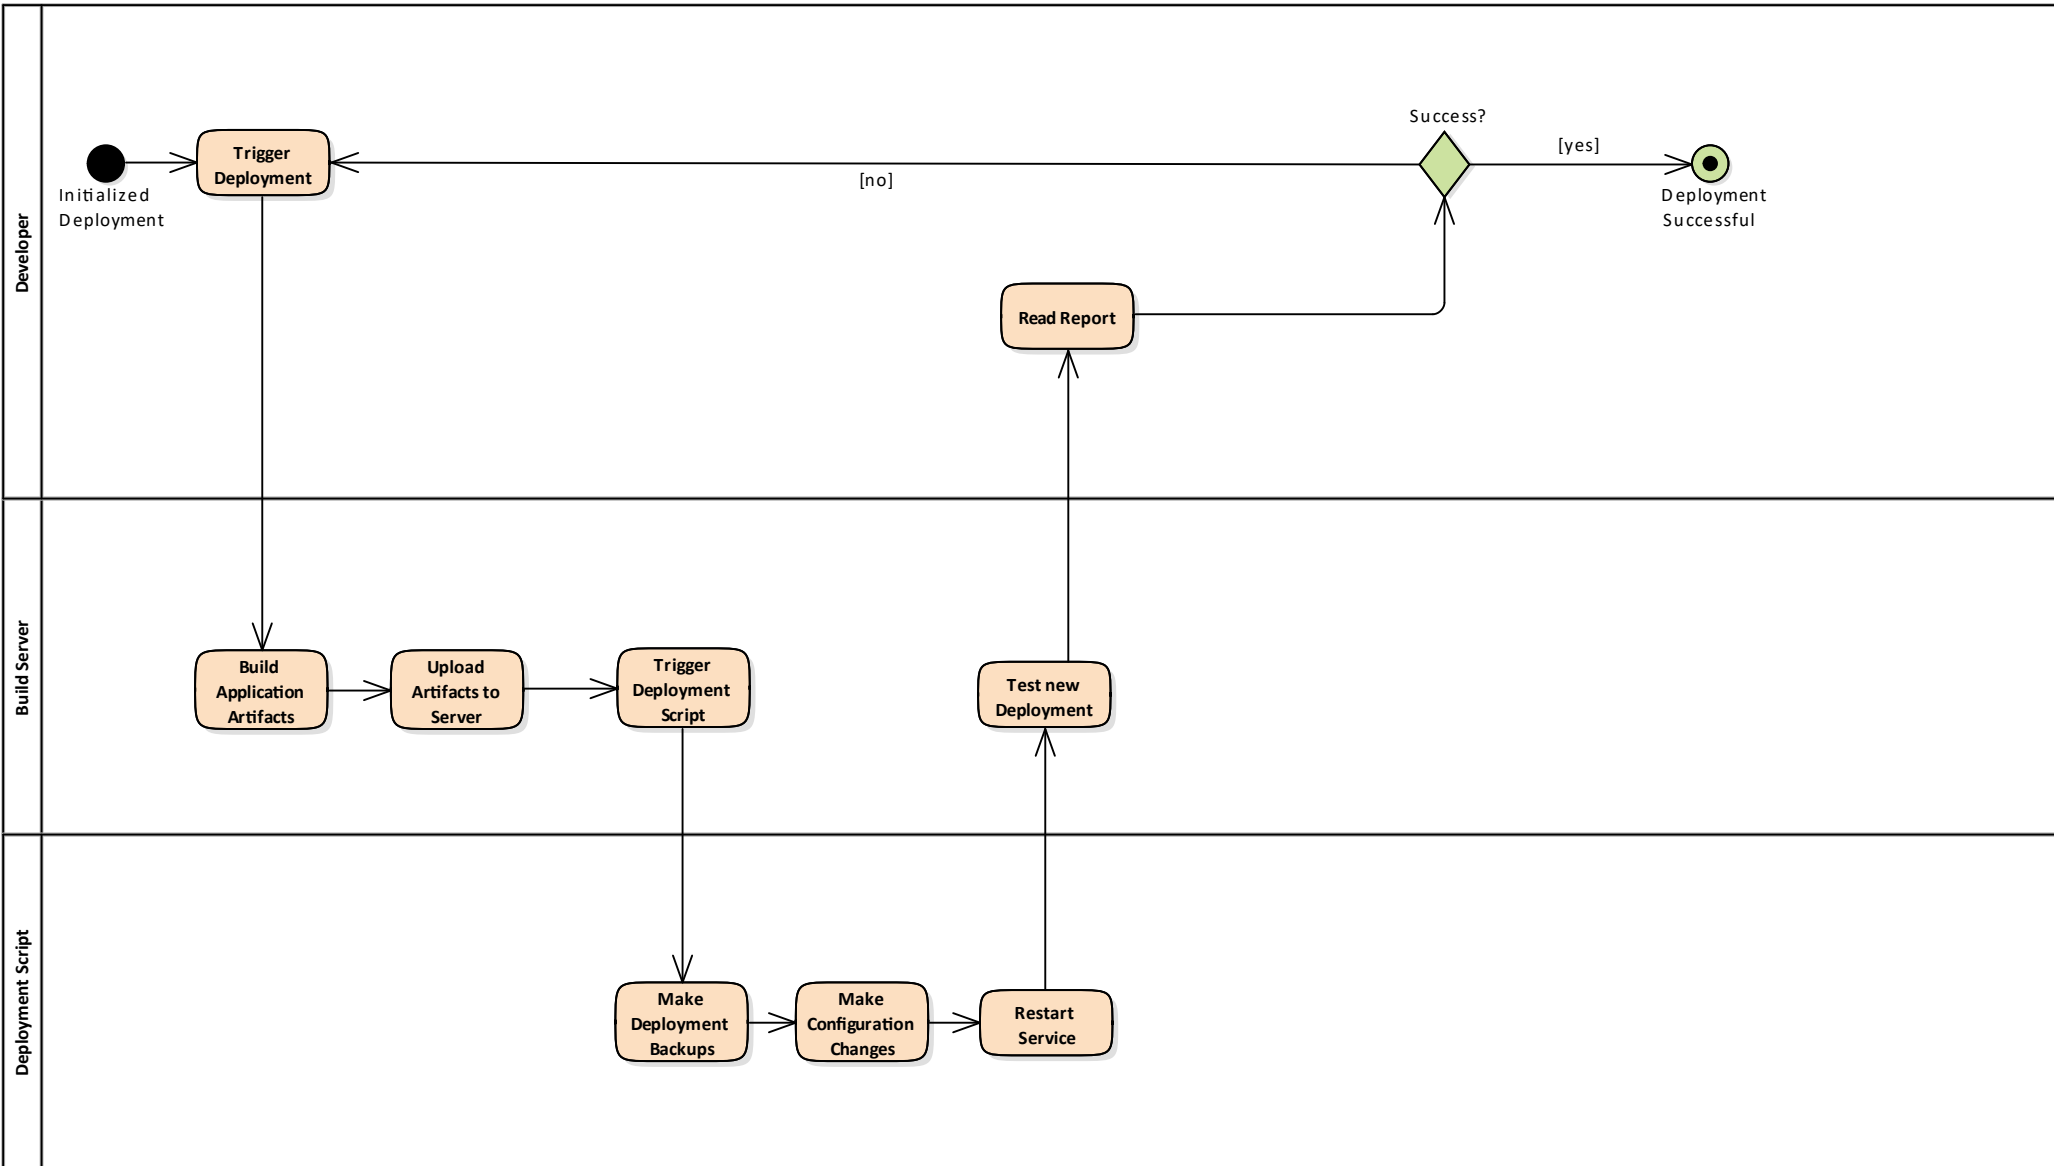 Developer
Initialized
Deployment
Trigger
Deployment
[no]
Success?
[yes]
Deployment
Successful
Read Report
Build Server
Build
Application
Artifacts
Upload
Artifacts to
Server
Trigger
Deployment
Script
Test new
Deployment
Deployment Script
Make
Deployment
Backups
Make
Configuration
Changes
Restart
Service